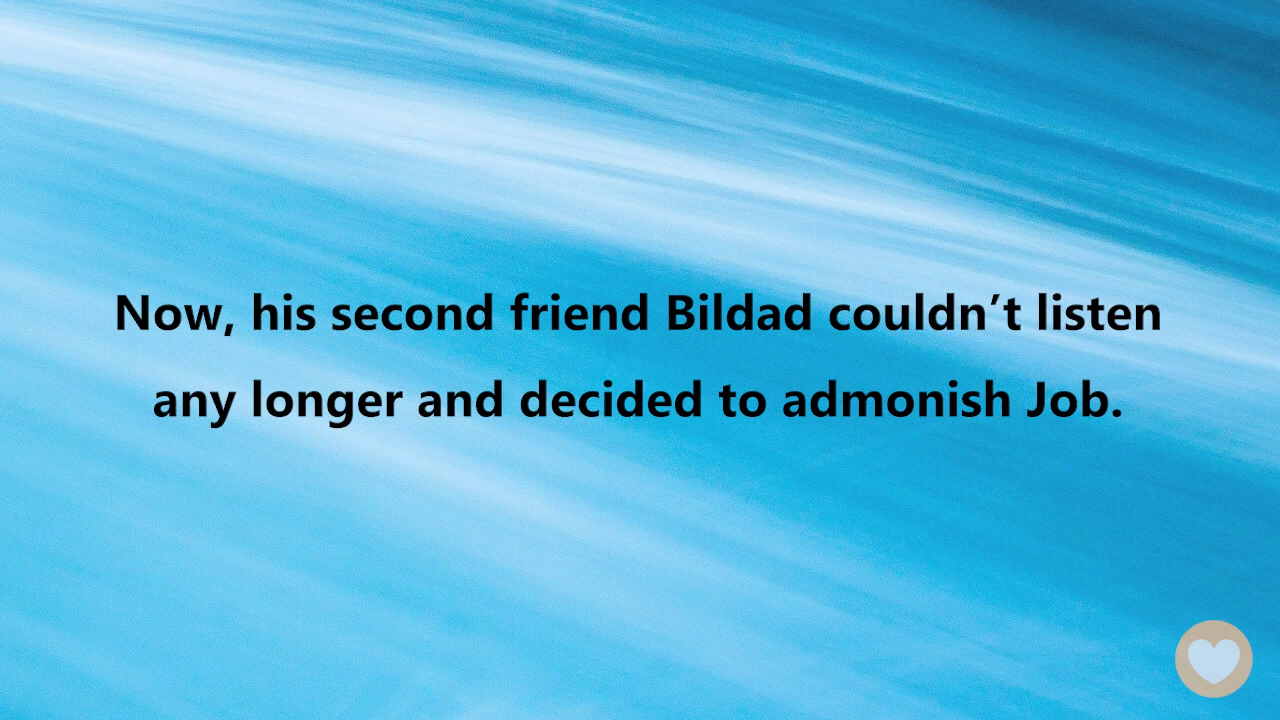 Now, his second friend Bildad couldn’t listen
any longer and decided to admonish Job.